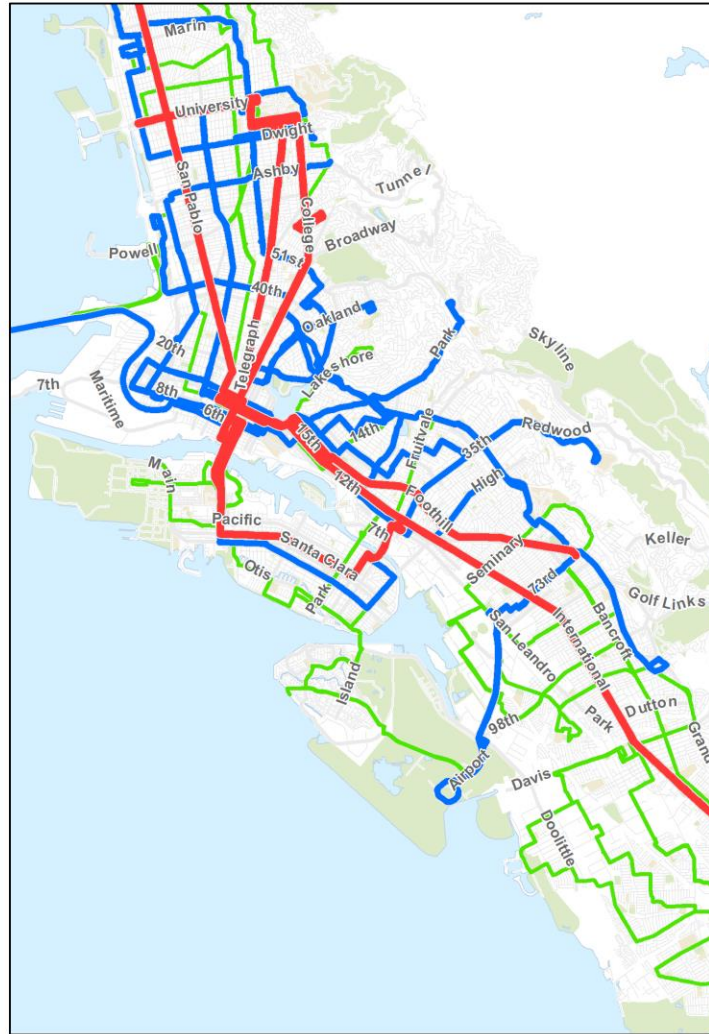 Marin
University
Dwight
Ashby
Tunnel
San Pablo
College
Broadway
Powell
51st
40th
Oakland
Telegraph
Park
Skyline
20th
Lakeshore
7th
Maritime
8th
6th
14th
15th
Fruitvale
35th
Redwood
12th
High
Main
Foothill
Pacific
7th
Santa Clara
Seminary
Keller
Otis
73rd
Golf Links
Park
San Leandro
Bancroft
International
Island
98th
Park
Dutton
Grand
Airport
Davis
Doolittle